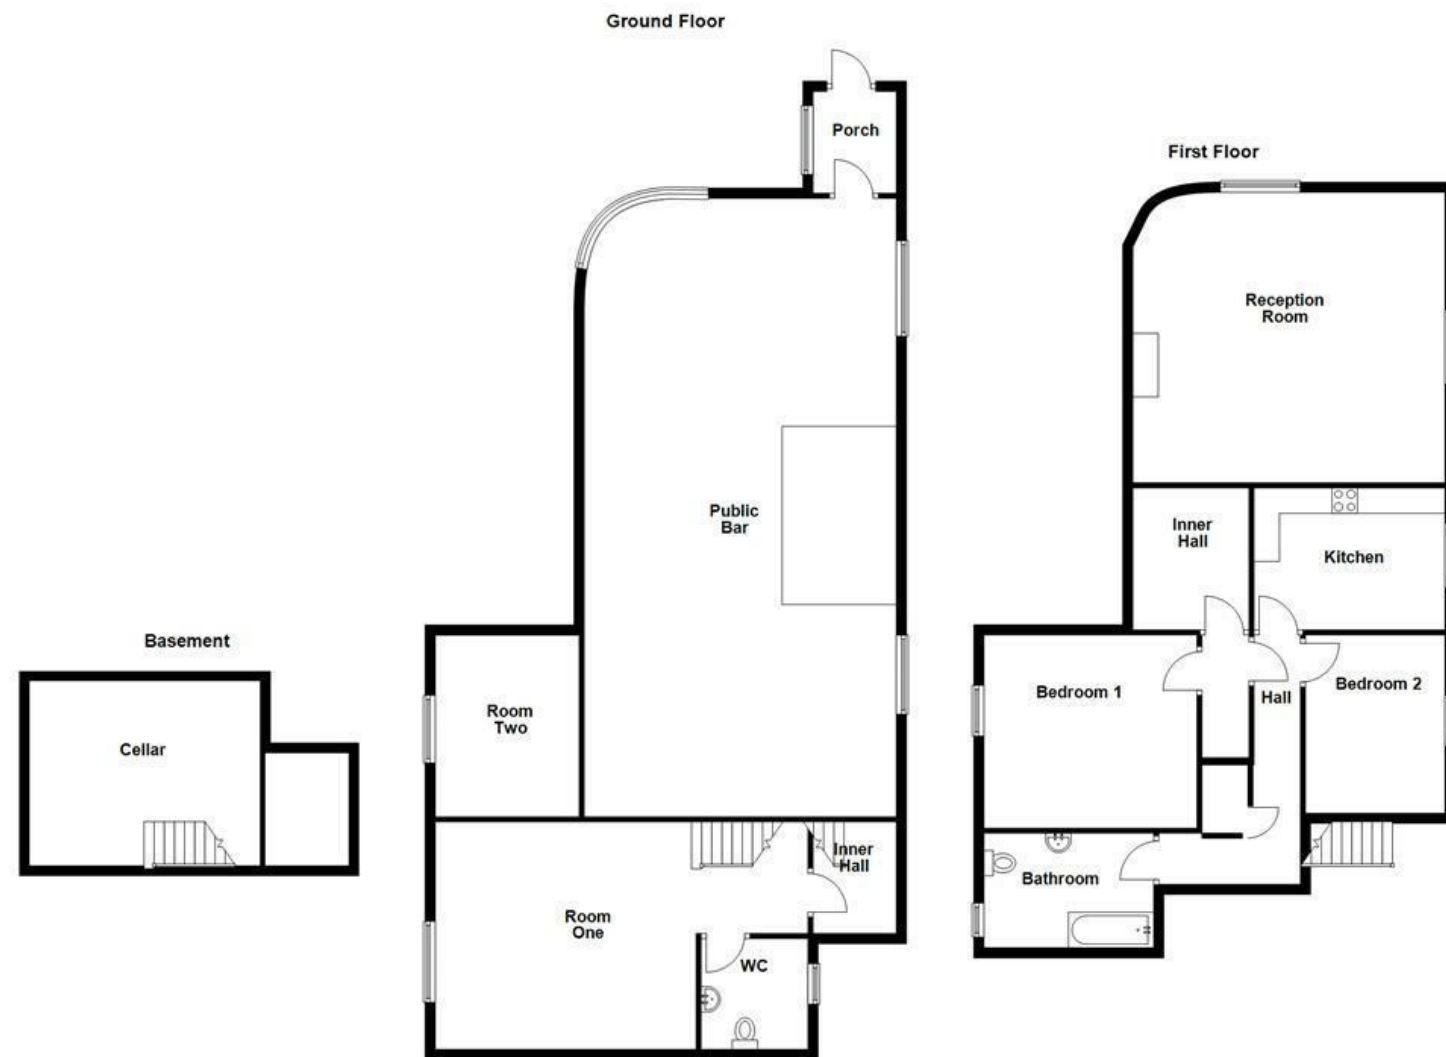 Ground Floor
Porch
Public
Bar
Room
Two
Room
One
Inner
Hall
WC
First Floor
Reception
Room
Inner
Hall
Kitchen
Bedroom 1
Hall
Bedroom 2
Bathroom
Basement
Cellar